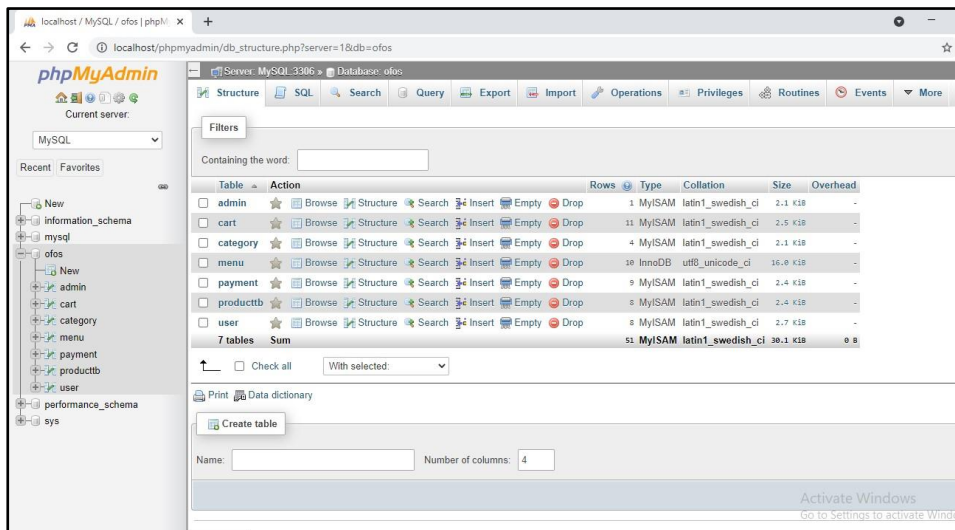 localhost / MySQL / ofos | phpM
localhost/phpmyadmin/db_structure.php?server=1&db=ofos
phpMyAdmin
Current server:
MySQL
Recent Favorites
New
information_schema
mysql
ofos
New
admin
cart
category
menu
payment
producttb
user
performance_schema
sys
Server: MySQL:3306 » Database: ofos
Structure SQL Search Query Export Import Operations Privileges Routines Events More
Filters
Containing the word:
Table Action Rows Type Collation Size Overhead
admin Browse Structure Search Insert Empty Drop 1 MyISAM latin1_swedish_ci 2.1 KiB -
cart Browse Structure Search Insert Empty Drop 11 MyISAM latin1_swedish_ci 2.5 KiB -
category Browse Structure Search Insert Empty Drop 4 MyISAM latin1_swedish_ci 2.1 KiB -
menu Browse Structure Search Insert Empty Drop 10 InnoDB utf8_unicode_ci 16.0 KiB -
payment Browse Structure Search Insert Empty Drop 9 MyISAM latin1_swedish_ci 2.4 KiB -
producttb Browse Structure Search Insert Empty Drop 8 MyISAM latin1_swedish_ci 2.4 KiB -
user Browse Structure Search Insert Empty Drop 8 MyISAM latin1_swedish_ci 2.7 KiB -
7 tables Sum 51 MyISAM latin1_swedish_ci 30.1 KiB 0 B
Check all With selected:
Print Data dictionary
Create table
Name: Number of columns: 4
Activate Windows
Go to Settings to activate Wind